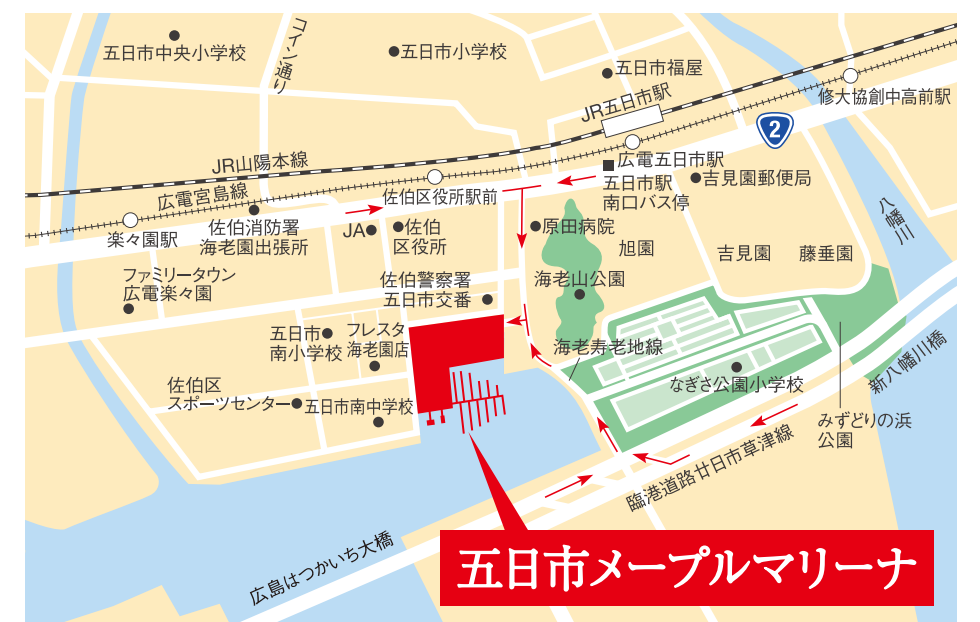 コイン通り
五日市中央小学校
五日市小学校
五日市福屋
修大協創中高前駅
JR五日市駅
2
JR山陽本線
広電五日市駅
吉見園郵便局
五日市駅
南口バス停
広電宮島線
佐伯区役所駅前
八幡川
楽々園駅
佐伯消防署
海老園出張所
JA
佐伯
区役所
原田病院
旭園
吉見園
藤垂園
ファミリータウン
広電楽々園
佐伯警察署
五日市交番
海老山公園
五日市
南小学校
フレスタ
海老園店
海老寿老地線
新八幡川橋
佐伯区
スポーツセンター
五日市南中学校
なぎさ公園小学校
みずどりの浜
公園
臨港道路廿日市草津線
広島はつかいち大橋
五日市メープルマリーナ